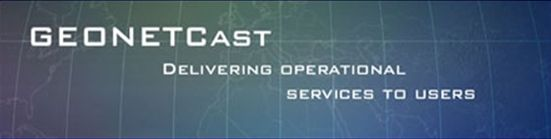 GEONETCast
Delivering operational
services to users